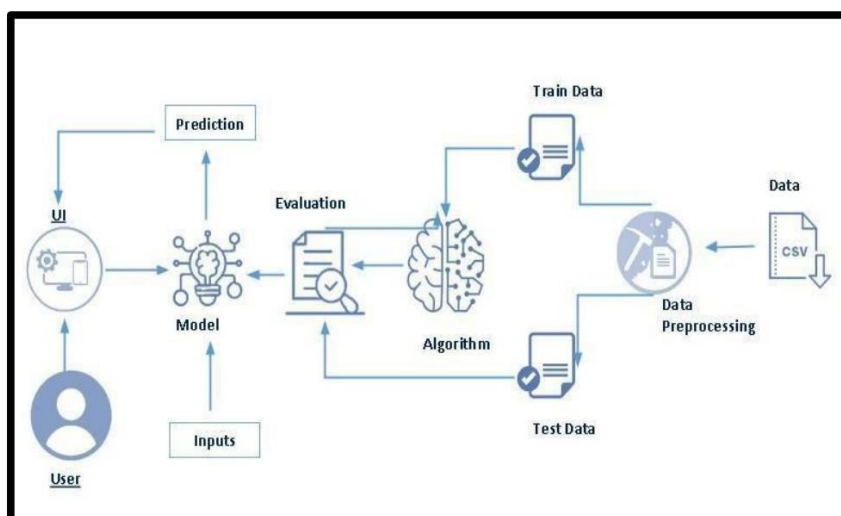 Train Data
Prediction
Data
Evaluation
UI
CSV
Model
Algorithm
Data
Preprocessing
Inputs
Test Data
User